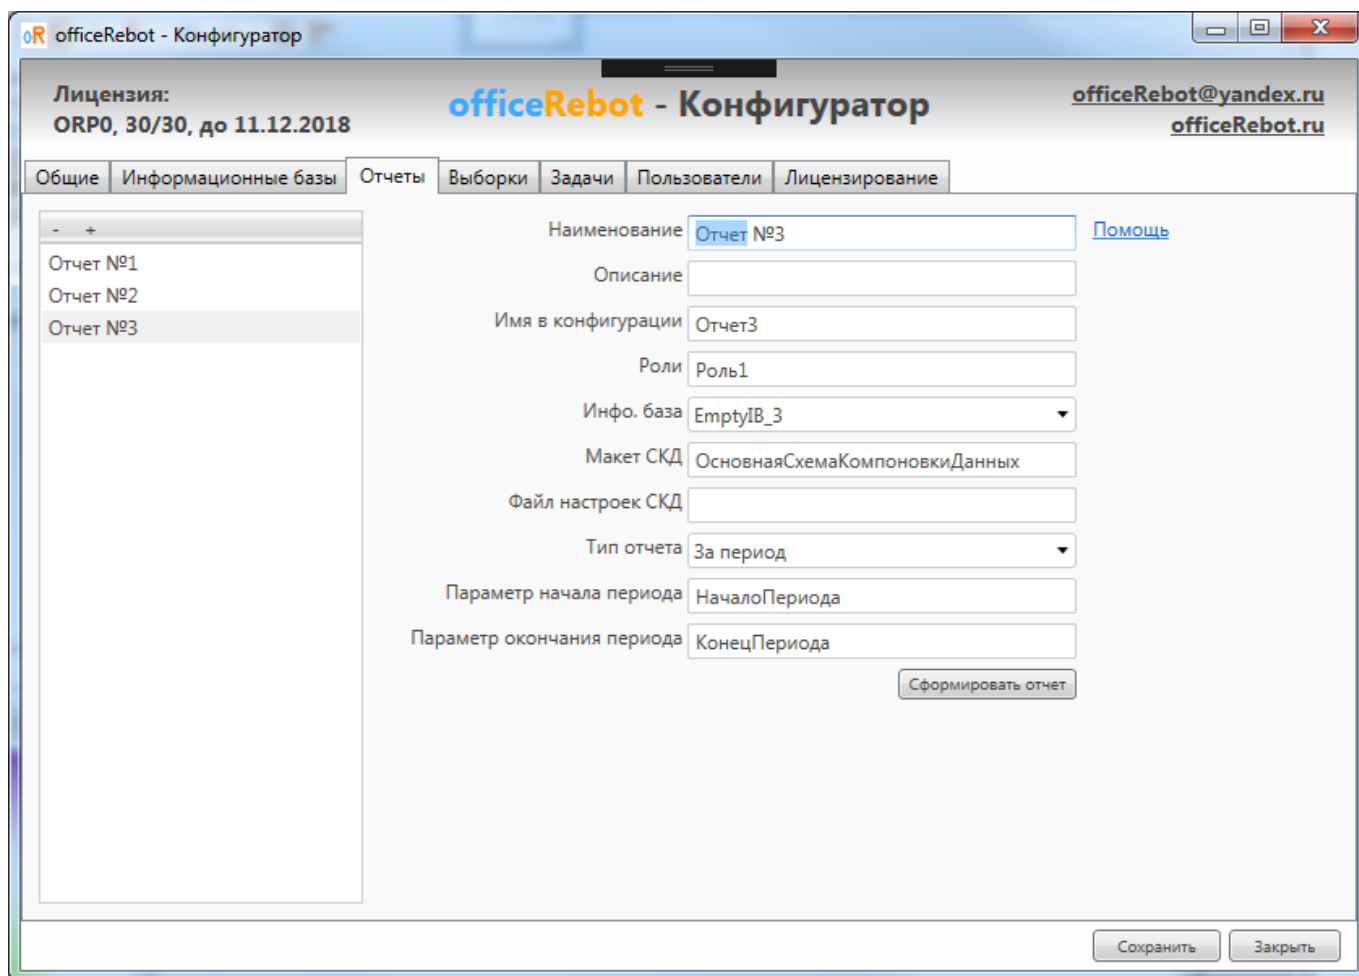 oR officeRebot - Конфигуратор
Лицензия:
ORP0, 30/30, до 11.12.2018
officeRebot - Конфигуратор
officeRebot@yandex.ru
officeRebot.ru
Общие Информационные базы Отчеты Выборки Задачи Пользователи Лицензирование
- +
Отчет №1
Отчет №2
Отчет №3
Наименование Отчет №3 Помощь
Описание
Имя в конфигурации Отчет3
Роли Роль1
Инфо. база EmptyIB_3
Макет СКД ОсновнаяСхемаКомпоновкиДанных
Файл настроек СКД
Тип отчета За период
Параметр начала периода НачалоПериода
Параметр окончания периода КонецПериода
Сформировать отчет
Сохранить Закрыть